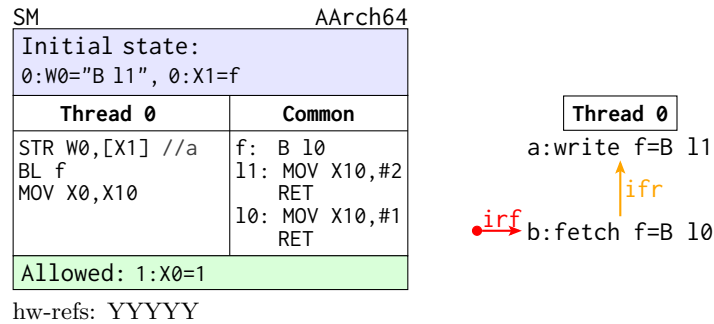 SM AArch64
Initial state:
0:W0="B l1", 0:X1=f
Thread 0 Common
STR W0,[X1] //a f: B l0
BL f l1: MOV X10,#2
MOV X0,X10 RET
l0: MOV X10,#1
RET
Allowed: 1:X0=1
hw-refs: YYYYY
Thread 0
a:write f=B l1
ifr
irf
b:fetch f=B l0